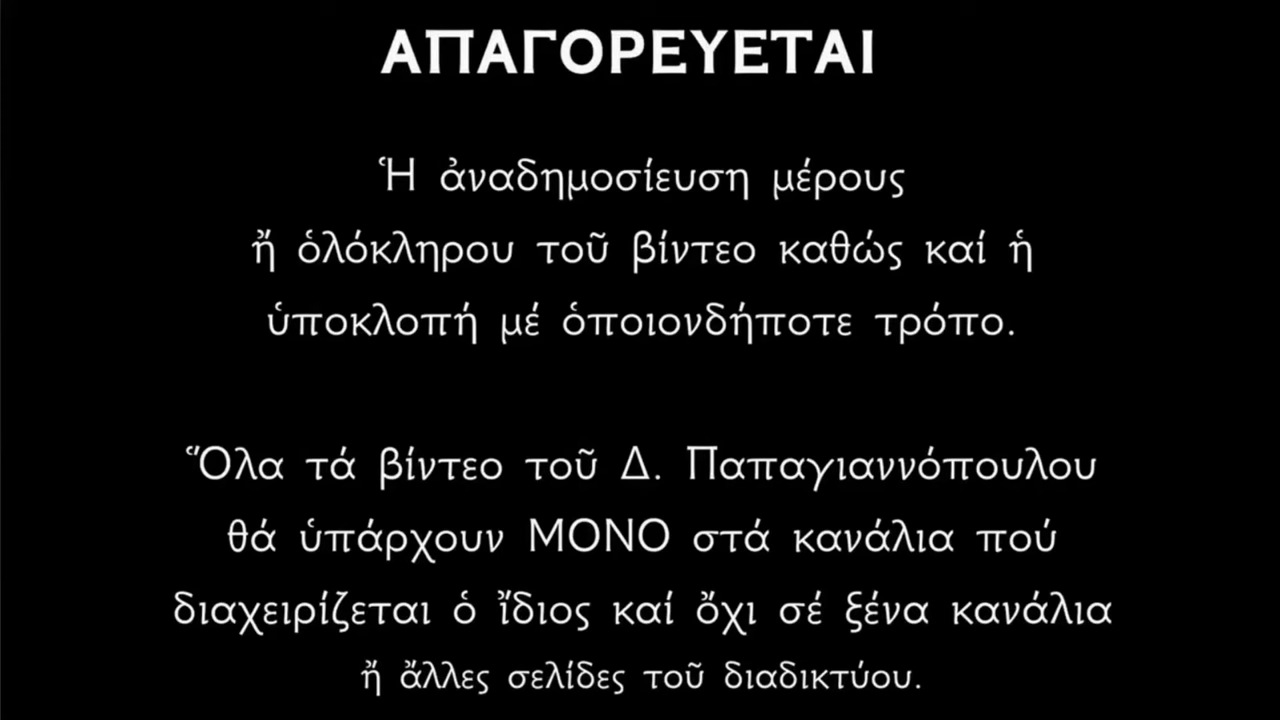 ΑΠΑΓΟΡΕΥΕΤΑΙ
Ἡ ἀναδημοσίευση μέρους
ἤ ὁλόκληρου τοῦ βίντεο καθώς καί ἡ
ὑποκλοπή μέ ὁποιονδήποτε τρόπο.
Ὅλα τά βίντεο τοῦ Δ. Παπαγιαννόπουλου
θά ὑπάρχουν ΜΟΝΟ στά κανάλια πού
διαχειρίζεται ὁ ἴδιος καί ὄχι σέ ξένα κανάλια
ἤ ἄλλες σελίδες τοῦ διαδικτύου.